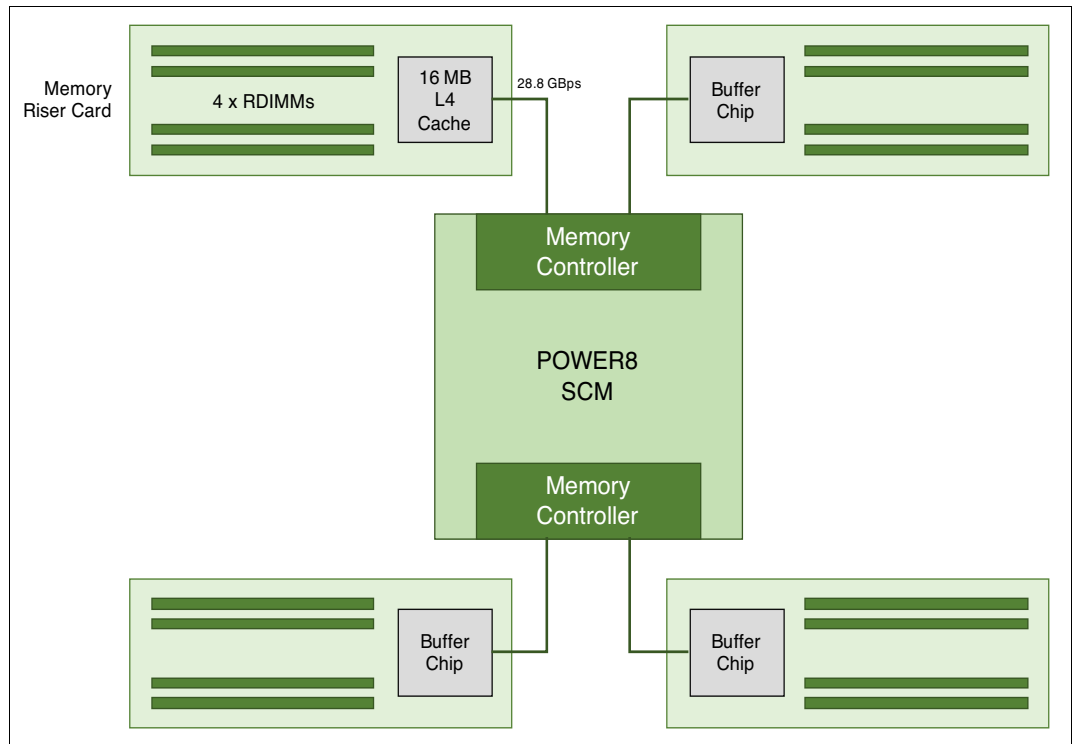 Memory
Riser Card
4 x RDIMMs
16 MB
L4
Cache
28.8 GBps
Buffer
Chip
Memory
Controller
POWER8
SCM
Memory
Controller
Buffer
Chip
Buffer
Chip